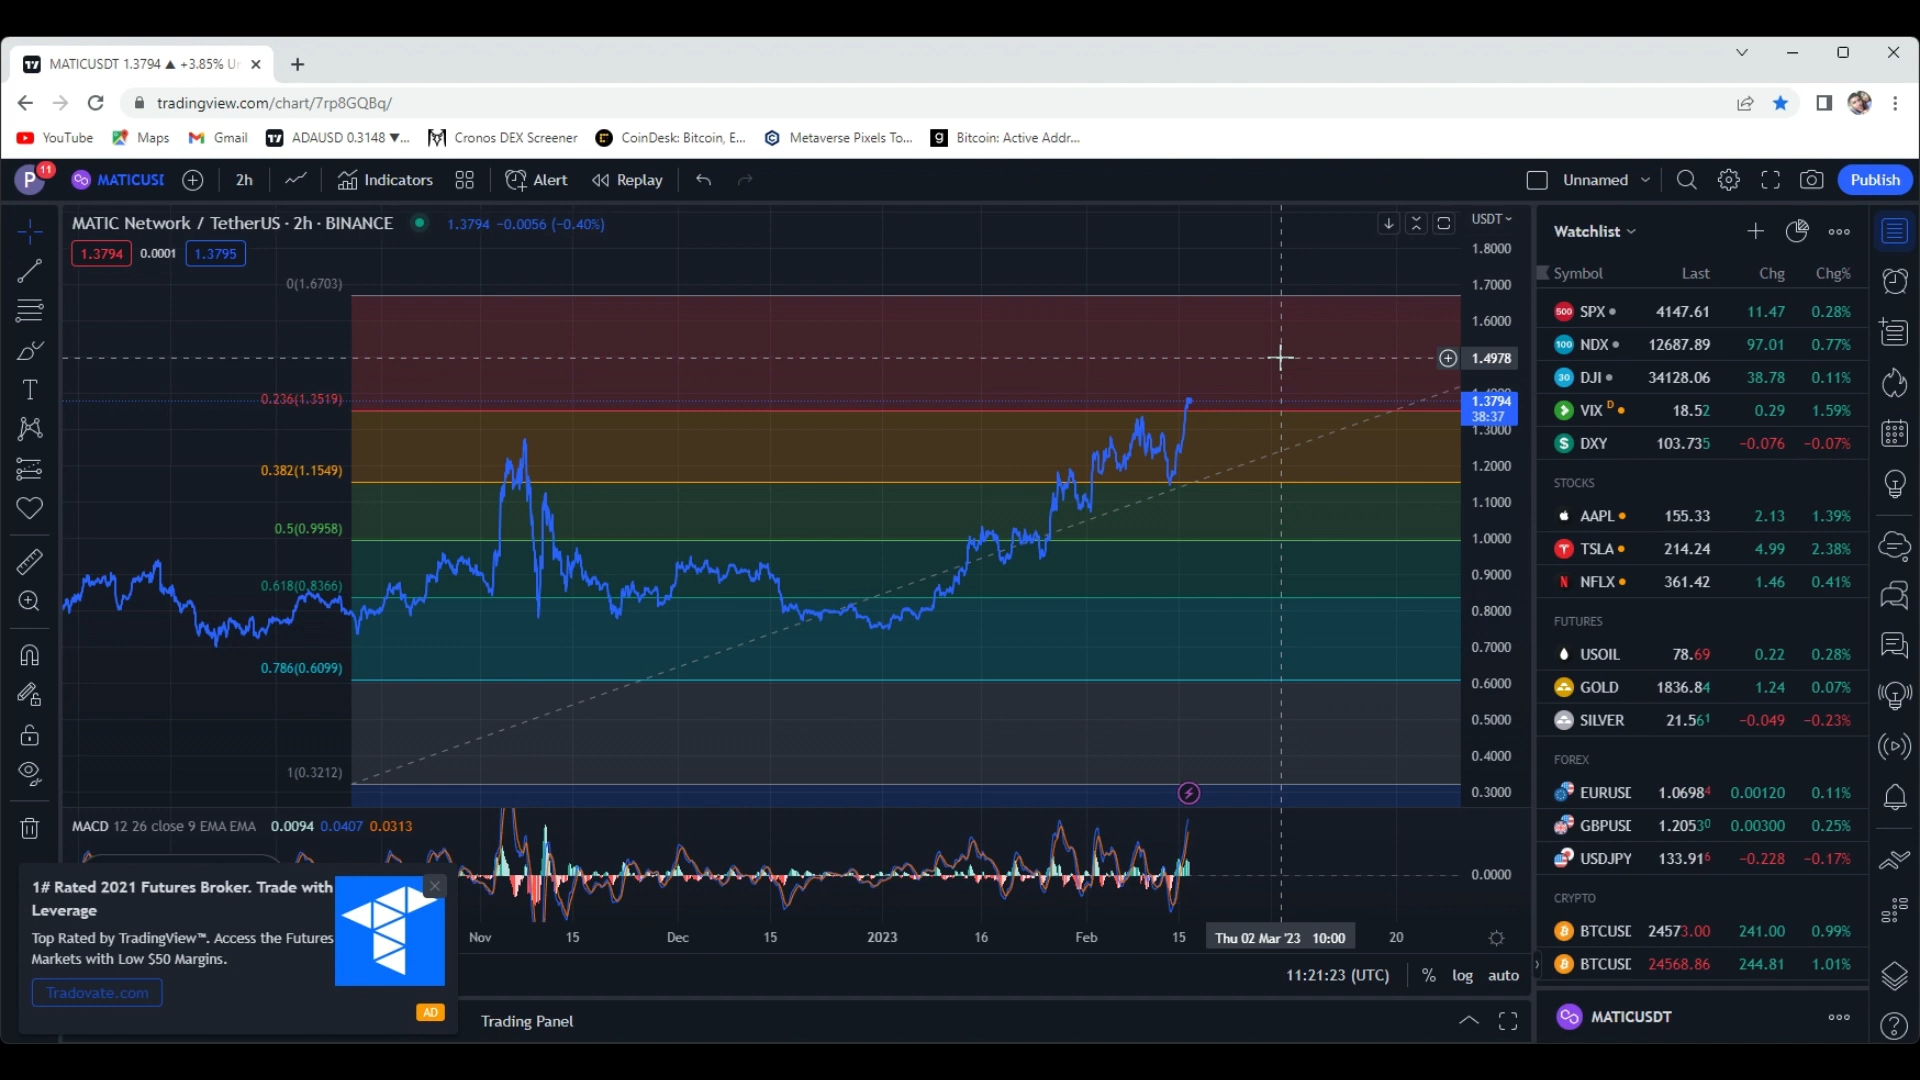 MATICUSDT 1.3794 ▲ +3.85% Ur
tradingview.com/chart/7rp8GQBq/
YouTube Maps Gmail ADAUSD 0.3148 ▼... Cronos DEX Screener CoinDesk: Bitcoin, E... Metaverse Pixels To... Bitcoin: Active Addr...
P 11 MATICUSI 2h Indicators Alert Replay Unnamed Publish
MATIC Network / TetherUS · 2h · BINANCE 1.3794 −0.0056 (−0.40%)
1.3794 0.0001 1.3795
0(1.6703)
0.236(1.3519)
0.382(1.1549)
0.5(0.9958)
0.618(0.8366)
0.786(0.6099)
1(0.3212)
USDT
1.8000
1.7000
1.6000
1.4978
1.3794
38:37
1.3000
1.2000
1.1000
1.0000
0.9000
0.8000
0.7000
0.6000
0.5000
0.4000
0.3000
MACD 12 26 close 9 EMA EMA 0.0094 0.0407 0.0313
0.0000
Nov 15 Dec 15 2023 16 Feb 15 Thu 02 Mar '23 10:00 20
11:21:23 (UTC) % log auto
Trading Panel
1# Rated 2021 Futures Broker. Trade with
Leverage
Top Rated by TradingView™. Access the Futures
Markets with Low $50 Margins.
Tradovate.com
AD
Watchlist
Symbol Last Chg Chg%
500 SPX 4147.61 11.47 0.28%
100 NDX 12687.89 97.01 0.77%
30 DJI 34128.06 38.78 0.11%
VIX D 18.52 0.29 1.59%
$ DXY 103.735 −0.076 −0.07%
STOCKS
AAPL 155.33 2.13 1.39%
TSLA 214.24 4.99 2.38%
N NFLX 361.42 1.46 0.41%
FUTURES
USOIL 78.69 0.22 0.28%
GOLD 1836.84 1.24 0.07%
SILVER 21.561 −0.049 −0.23%
FOREX
EURUSI 1.06984 0.00120 0.11%
GBPUSI 1.20530 0.00300 0.25%
USDJPY 133.916 −0.228 −0.17%
CRYPTO
BTCUSI 24573.00 241.00 0.99%
BTCUSI 24568.86 244.81 1.01%
MATICUSDT